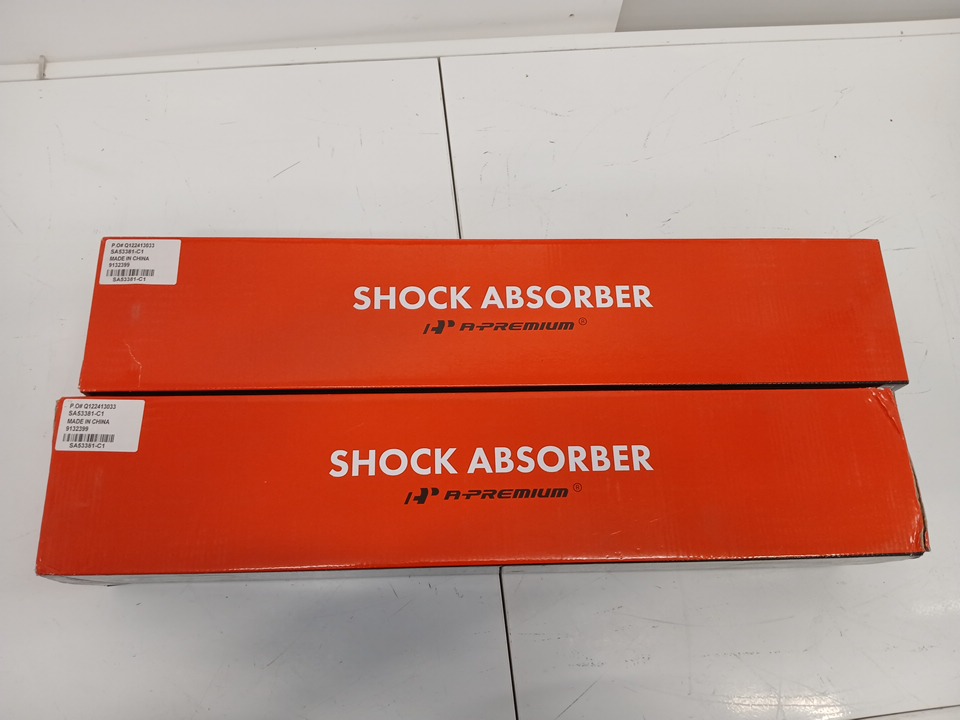 P.O# Q122413033
SA53381-C1
MADE IN CHINA
9132399
SA53381-C1
SHOCK ABSORBER
A-PREMIUM®
P.O# Q122413033
SA53381-C1
MADE IN CHINA
9132399
SA53381-C1
SHOCK ABSORBER
A-PREMIUM®